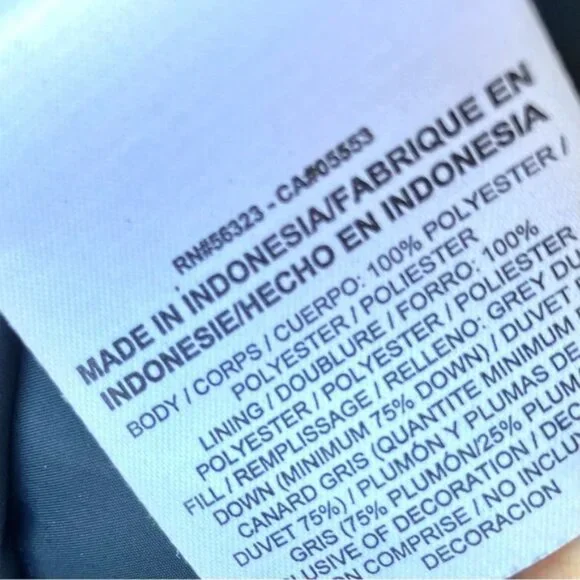 RN#56323 - CA#05553
MADE IN INDONESIA/FABRIQUE EN
INDONESIE/HECHO EN INDONESIA
BODY / CORPS / CUERPO: 100% POLYESTER /
POLYESTER / POLIESTER
LINING / DOUBLURE / FORRO: 100%
POLYESTER / POLYESTER / POLIESTER
FILL / REMPLISSAGE / RELLENO: GREY DU
DOWN (MINIMUM 75% DOWN) / DUVET
CANARD GRIS (QUANTITE MINIMUM
DUVET 75%) / PLUMÓN Y PLUMAS DE
GRIS (75% PLUMÓN/25% PLUM
USIVE OF DECORATION / DEC
ON COMPRISE / NO INCLU
DECORACION